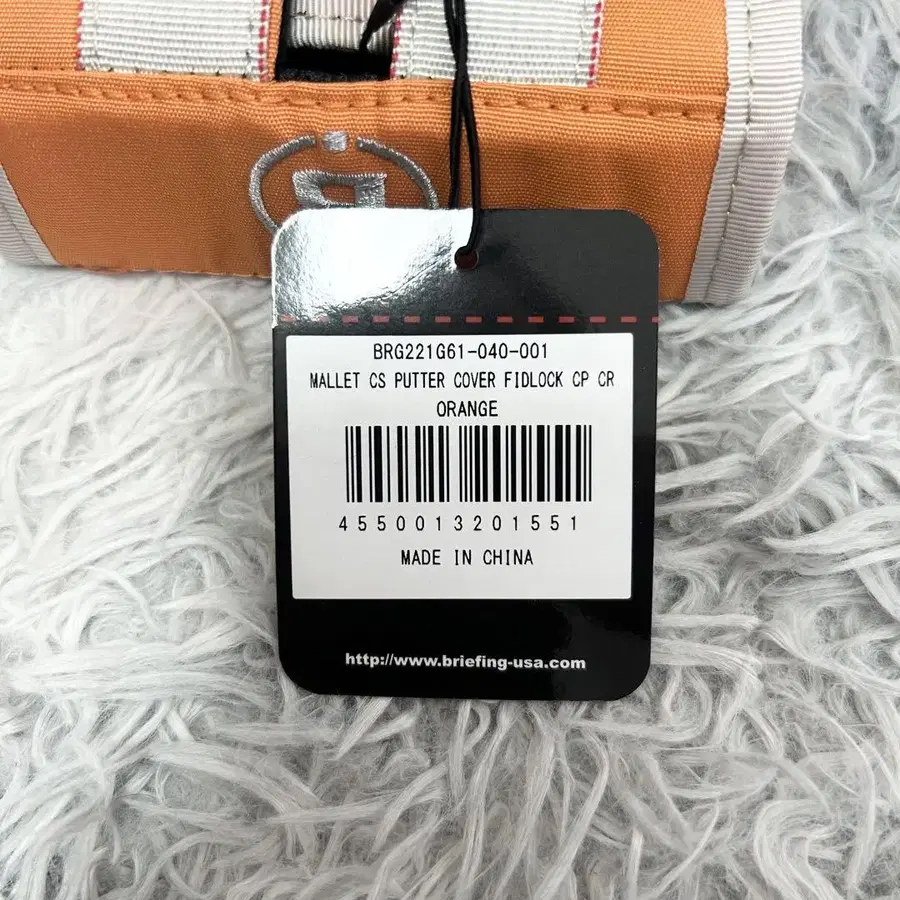 BRG221G61-040-001
MALLET CS PUTTER COVER FIDLOCK CP CR
ORANGE
4550013201551
MADE IN CHINA
http://www.briefing-usa.com